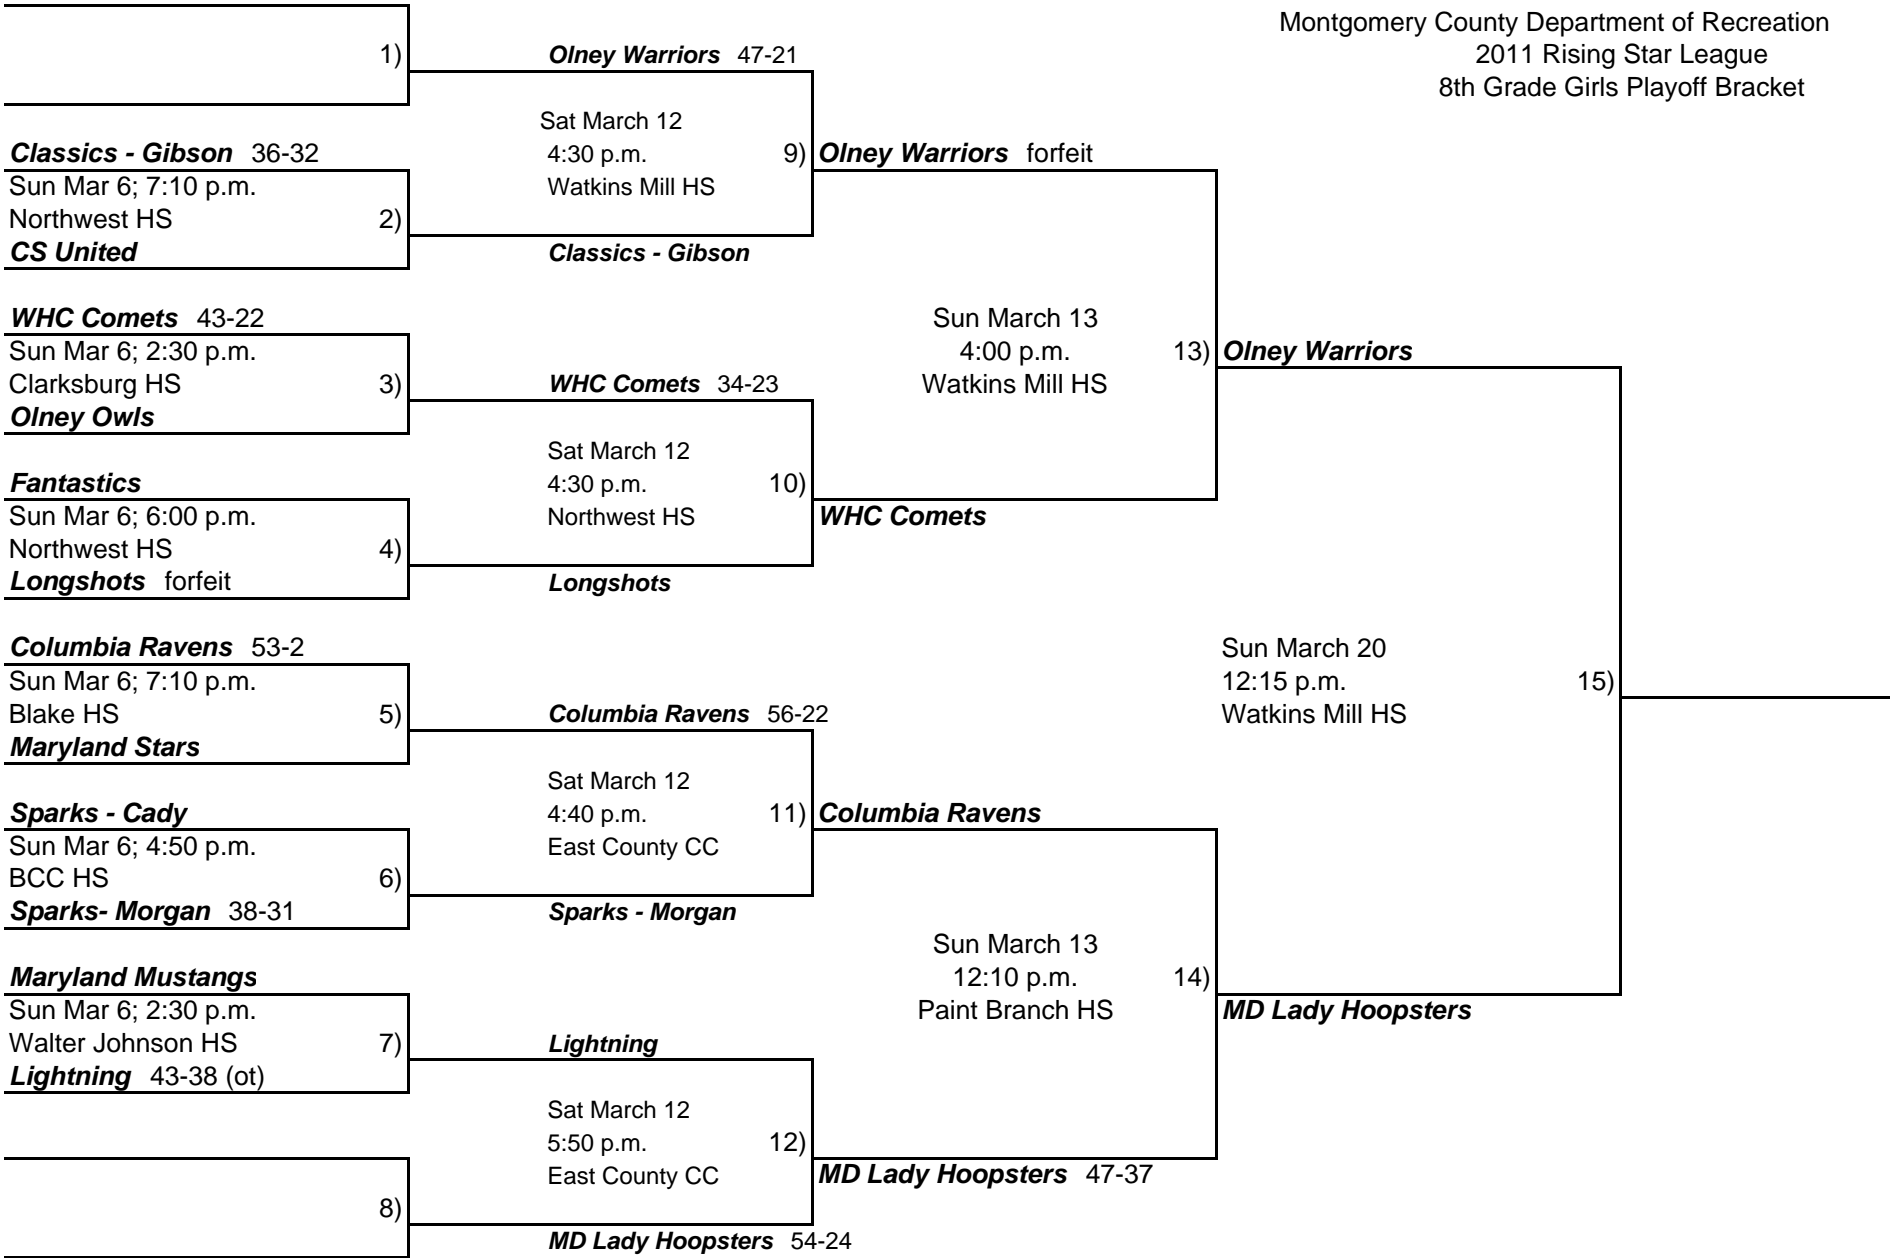 Montgomery County Department of Recreation
2011 Rising Star League
8th Grade Girls Playoff Bracket
1)
Olney Warriors 47-21
Sat March 12
4:30 p.m.
Watkins Mill HS
9)
Olney Warriors forfeit
Classics - Gibson 36-32
Sun Mar 6; 7:10 p.m.
Northwest HS
2)
CS United
Classics - Gibson
WHC Comets 43-22
Sun Mar 6; 2:30 p.m.
Clarksburg HS
3)
Olney Owls
WHC Comets 34-23
Sun March 13
4:00 p.m.
Watkins Mill HS
13)
Olney Warriors
Sat March 12
4:30 p.m.
Northwest HS
10)
WHC Comets
Fantastics
Sun Mar 6; 6:00 p.m.
Northwest HS
4)
Longshots forfeit
Longshots
Columbia Ravens 53-2
Sun Mar 6; 7:10 p.m.
Blake HS
5)
Maryland Stars
Columbia Ravens 56-22
Sun March 20
12:15 p.m.
Watkins Mill HS
15)
Sat March 12
4:40 p.m.
East County CC
11)
Columbia Ravens
Sparks - Cady
Sun Mar 6; 4:50 p.m.
BCC HS
6)
Sparks- Morgan 38-31
Sparks - Morgan
Sun March 13
12:10 p.m.
Paint Branch HS
14)
MD Lady Hoopsters
Maryland Mustangs
Sun Mar 6; 2:30 p.m.
Walter Johnson HS
7)
Lightning 43-38 (ot)
Lightning
Sat March 12
5:50 p.m.
East County CC
12)
MD Lady Hoopsters 47-37
8)
MD Lady Hoopsters 54-24